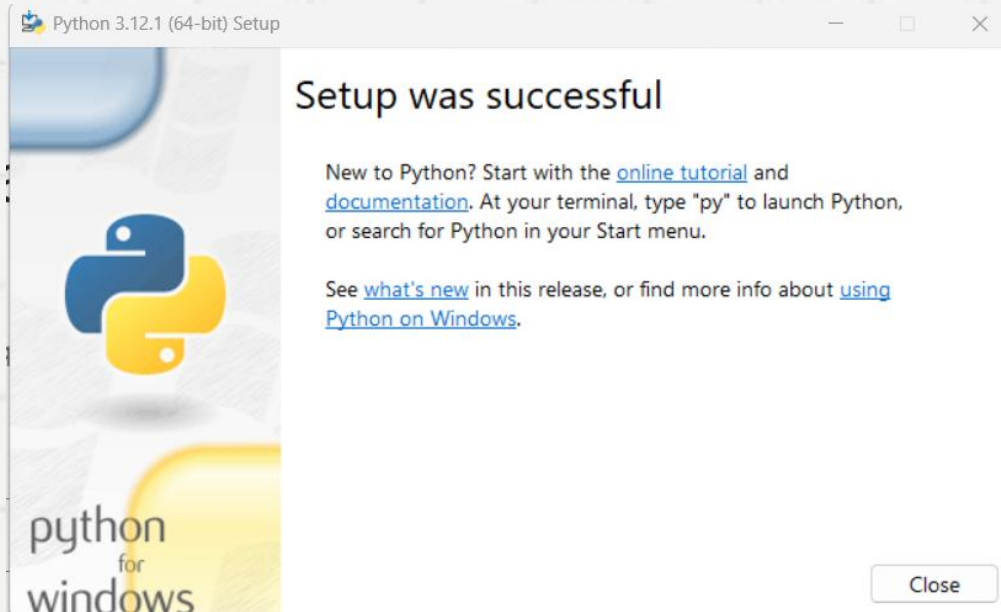 Python 3.12.1 (64-bit) Setup
Setup was successful
New to Python? Start with the online tutorial and
documentation. At your terminal, type "py" to launch Python,
or search for Python in your Start menu.
See what's new in this release, or find more info about using
Python on Windows.
python
for
windows
Close